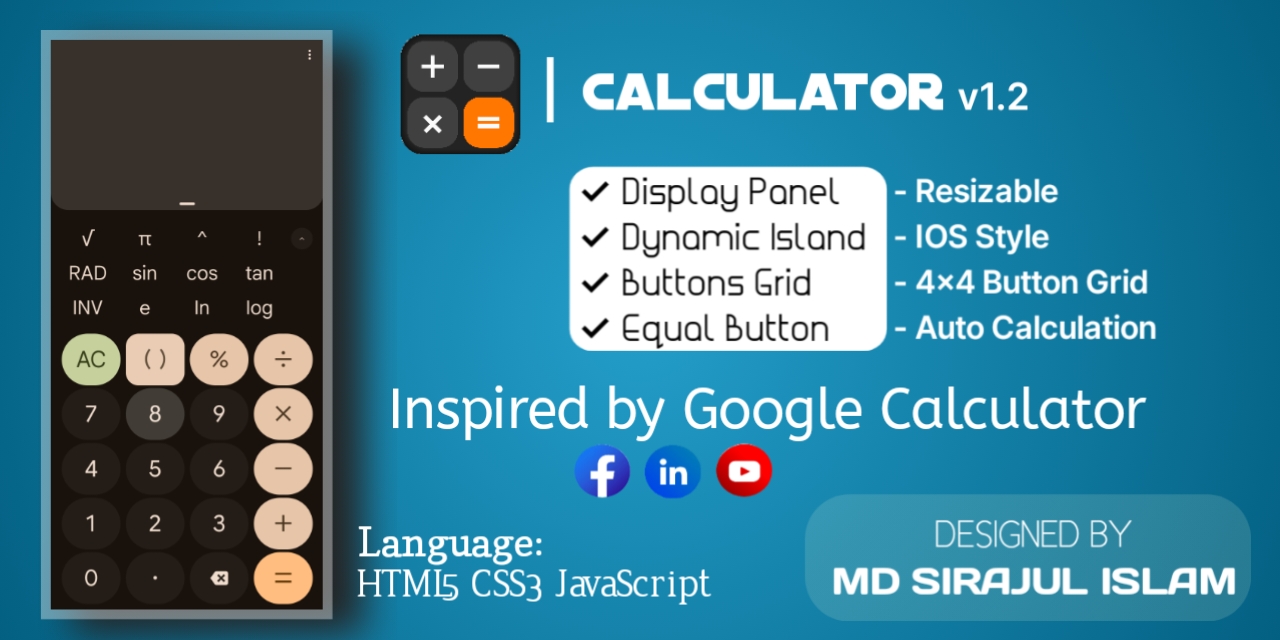 CALCULATOR v1.2
✓ Display Panel - Resizable
✓ Dynamic Island - IOS Style
✓ Buttons Grid - 4×4 Button Grid
✓ Equal Button - Auto Calculation
Inspired by Google Calculator
f in
Language:
HTML5 CSS3 JavaScript
DESIGNED BY
MD SIRAJUL ISLAM
+ −
× =
√ π ^ !
RAD sin cos tan
INV e ln log
AC ( ) % ÷
7 8 9 ×
4 5 6 −
1 2 3 +
0 . =